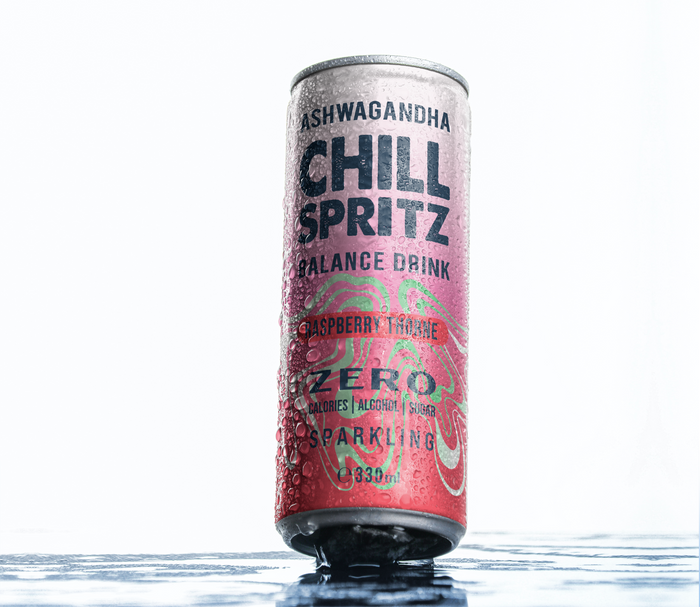 ASHWAGANDHA
CHILL
SPRITZ
BALANCE DRINK
RASPBERRY THORNE
ZERO
CALORIES | ALCOHOL | SUGAR
SPARKLING
℮ 330ml